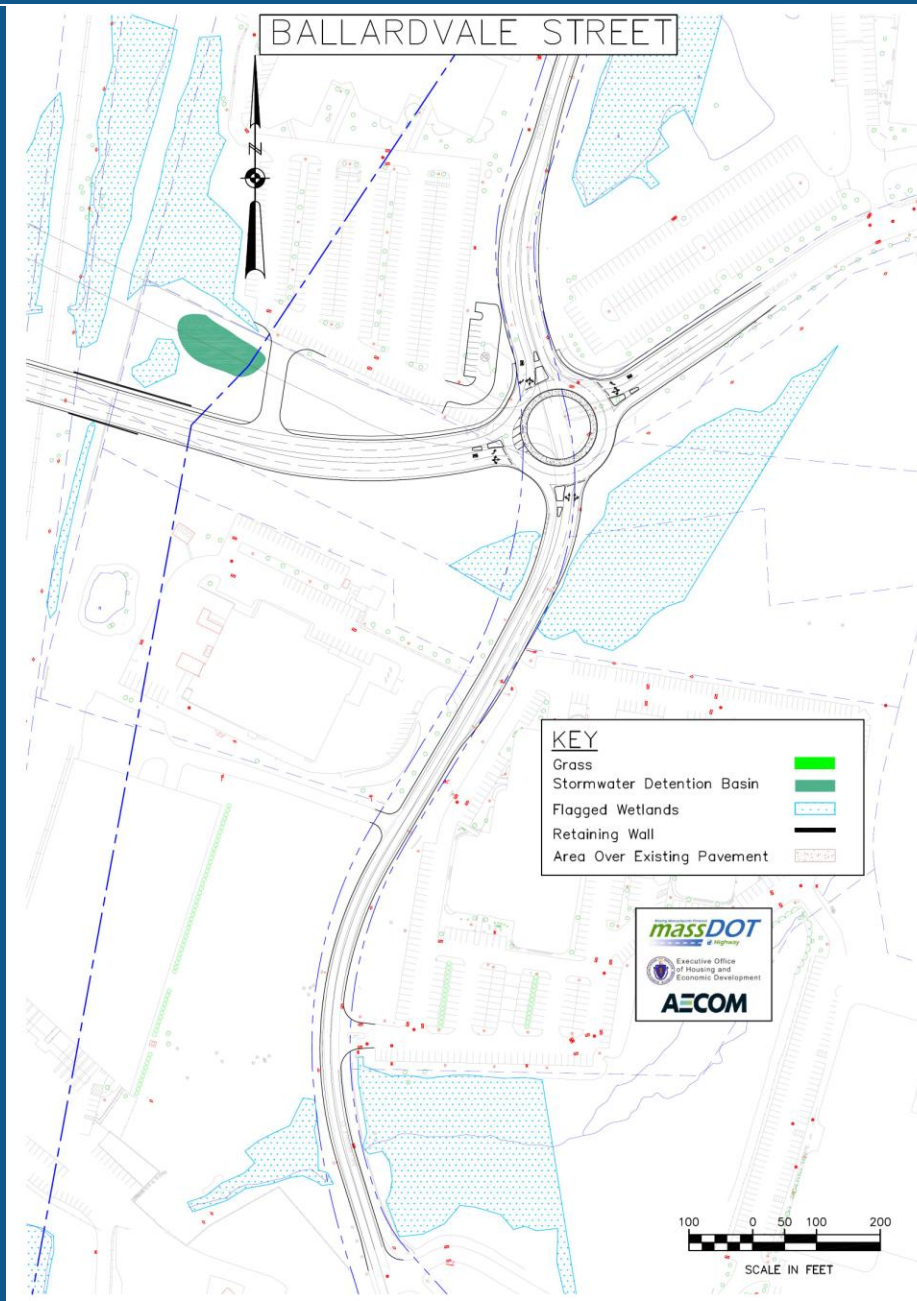 BALLARDVALE STREET
N
KEY
Grass
Stormwater Detention Basin
Flagged Wetlands
Retaining Wall
Area Over Existing Pavement
massDOT
Highway
Executive Office
of Housing and
Economic Development
AECOM
100 0 50 100 200
SCALE IN FEET